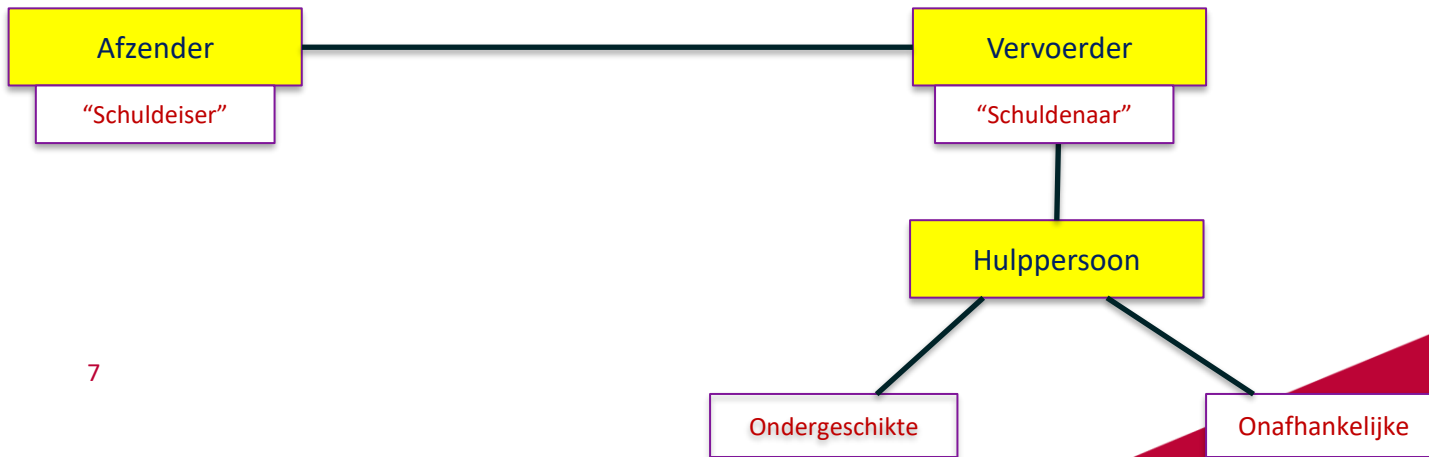 Afzender
Vervoerder
“Schuldeiser”
“Schuldenaar”
Hulppersoon
7
Ondergeschikte
Onafhankelijke